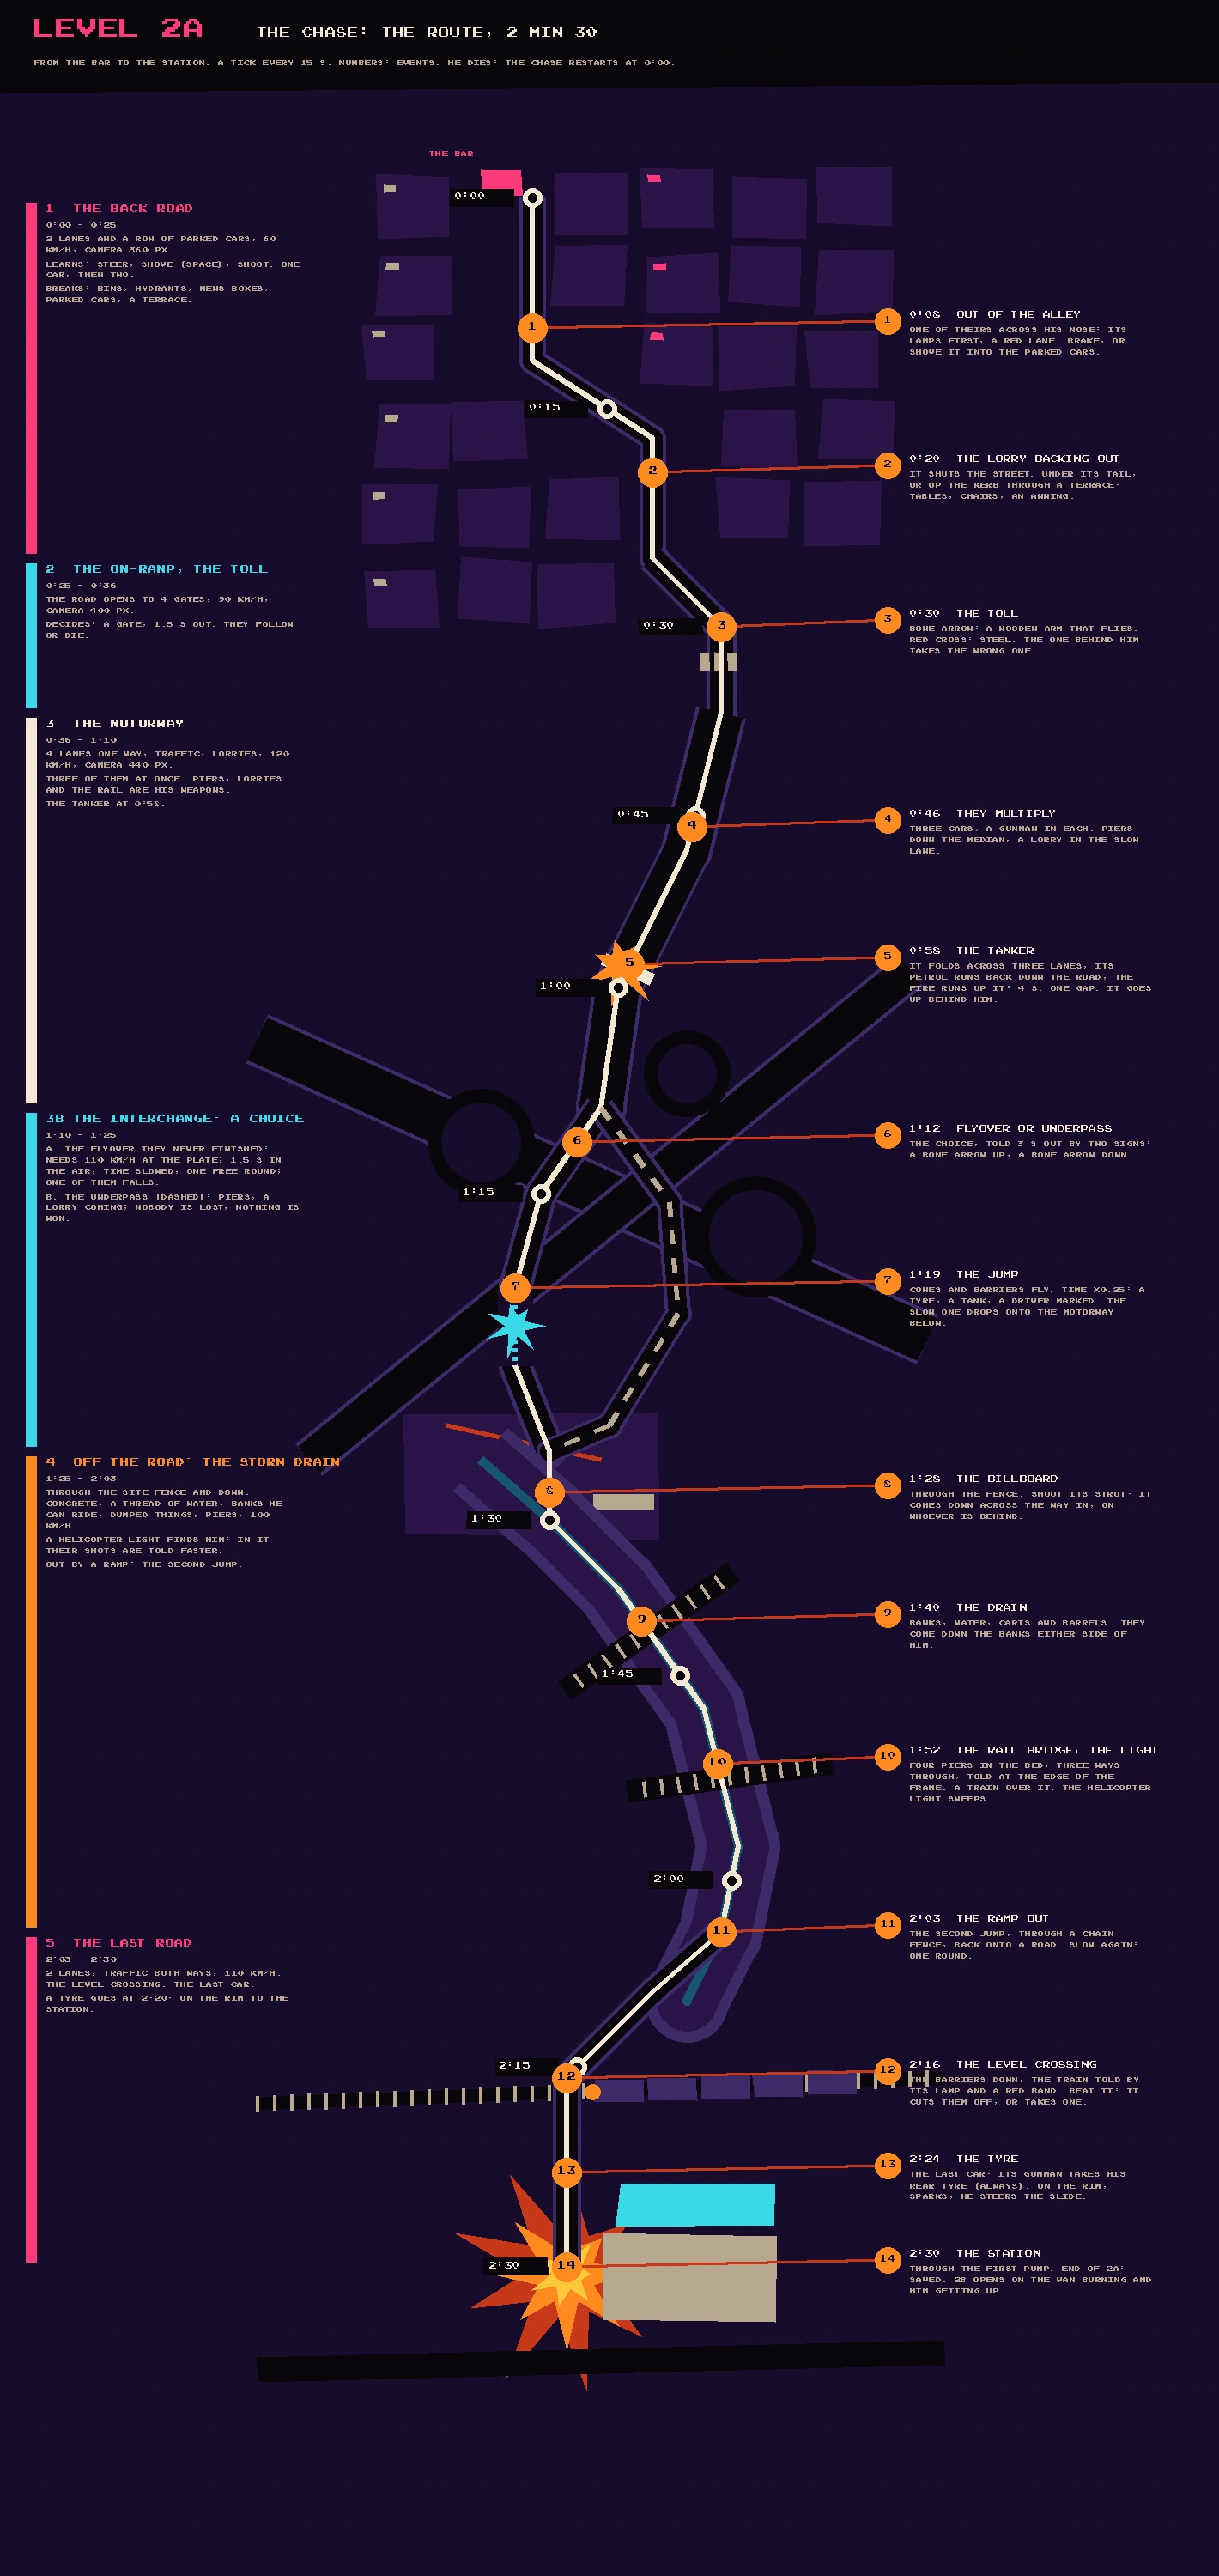 LEVEL 2A
THE CHASE: THE ROUTE, 2 MIN 30
FROM THE BAR TO THE STATION. A TICK EVERY 15 S. NUMBERS: EVENTS. HE DIES: THE CHASE RESTARTS AT 0:00.
THE BAR
0:00
1 THE BACK ROAD
0:00 - 0:25
2 LANES AND A ROW OF PARKED CARS, 60
KM/H, CAMERA 360 PX.
LEARNS: STEER, SHOVE (SPACE), SHOOT. ONE
CAR, THEN TWO.
BREAKS: BINS, HYDRANTS, NEWS BOXES,
PARKED CARS, A TERRACE.
1
1
0:08 OUT OF THE ALLEY
ONE OF THEIRS ACROSS HIS NOSE: ITS
LAMPS FIRST, A RED LANE. BRAKE, OR
SHOVE IT INTO THE PARKED CARS.
0:15
2
2
0:20 THE LORRY BACKING OUT
IT SHUTS THE STREET. UNDER ITS TAIL,
OR UP THE KERB THROUGH A TERRACE:
TABLES, CHAIRS, AN AWNING.
2 THE ON-RAMP, THE TOLL
0:25 - 0:36
THE ROAD OPENS TO 4 GATES, 90 KM/H,
CAMERA 400 PX.
DECIDES: A GATE, 1.5 S OUT. THEY FOLLOW
OR DIE.
0:30
3
3
0:30 THE TOLL
BONE ARROW: A WOODEN ARM THAT FLIES.
RED CROSS: STEEL. THE ONE BEHIND HIM
TAKES THE WRONG ONE.
3 THE MOTORWAY
0:36 - 1:10
4 LANES ONE WAY, TRAFFIC, LORRIES, 120
KM/H, CAMERA 440 PX.
THREE OF THEM AT ONCE. PIERS, LORRIES
AND THE RAIL ARE HIS WEAPONS.
THE TANKER AT 0:58.
0:45
4
4
0:46 THEY MULTIPLY
THREE CARS, A GUNMAN IN EACH. PIERS
DOWN THE MEDIAN, A LORRY IN THE SLOW
LANE.
5
5
0:58 THE TANKER
IT FOLDS ACROSS THREE LANES, ITS
PETROL RUNS BACK DOWN THE ROAD, THE
FIRE RUNS UP IT: 4 S. ONE GAP. IT GOES
UP BEHIND HIM.
1:00
3B THE INTERCHANGE: A CHOICE
1:10 - 1:25
A. THE FLYOVER THEY NEVER FINISHED:
NEEDS 110 KM/H AT THE PLATE; 1.5 S IN
THE AIR, TIME SLOWED, ONE FREE ROUND;
ONE OF THEM FALLS.
B. THE UNDERPASS (DASHED): PIERS, A
LORRY COMING; NOBODY IS LOST, NOTHING IS
WON.
6
6
1:12 FLYOVER OR UNDERPASS
THE CHOICE, TOLD 3 S OUT BY TWO SIGNS:
A BONE ARROW UP, A BONE ARROW DOWN.
1:15
7
7
1:19 THE JUMP
CONES AND BARRIERS FLY. TIME X0.25: A
TYRE, A TANK, A DRIVER MARKED. THE
SLOW ONE DROPS ONTO THE MOTORWAY
BELOW.
4 OFF THE ROAD: THE STORM DRAIN
1:25 - 2:03
THROUGH THE SITE FENCE AND DOWN.
CONCRETE, A THREAD OF WATER, BANKS HE
CAN RIDE, DUMPED THINGS, PIERS, 100
KM/H.
A HELICOPTER LIGHT FINDS HIM: IN IT
THEIR SHOTS ARE TOLD FASTER.
OUT BY A RAMP: THE SECOND JUMP.
8
8
1:28 THE BILLBOARD
THROUGH THE FENCE. SHOOT ITS STRUT: IT
COMES DOWN ACROSS THE WAY IN, ON
WHOEVER IS BEHIND.
1:30
9
9
1:40 THE DRAIN
BANKS, WATER, CARTS AND BARRELS. THEY
COME DOWN THE BANKS EITHER SIDE OF
HIM.
1:45
10
10
1:52 THE RAIL BRIDGE, THE LIGHT
FOUR PIERS IN THE BED, THREE WAYS
THROUGH, TOLD AT THE EDGE OF THE
FRAME. A TRAIN OVER IT. THE HELICOPTER
LIGHT SWEEPS.
2:00
11
11
2:03 THE RAMP OUT
THE SECOND JUMP, THROUGH A CHAIN
FENCE, BACK ONTO A ROAD. SLOW AGAIN:
ONE ROUND.
5 THE LAST ROAD
2:03 - 2:30
2 LANES, TRAFFIC BOTH WAYS, 110 KM/H.
THE LEVEL CROSSING. THE LAST CAR.
A TYRE GOES AT 2:20: ON THE RIM TO THE
STATION.
2:15
12
12
2:16 THE LEVEL CROSSING
THE BARRIERS DOWN, THE TRAIN TOLD BY
ITS LAMP AND A RED BAND. BEAT IT: IT
CUTS THEM OFF, OR TAKES ONE.
13
13
2:24 THE TYRE
THE LAST CAR: ITS GUNMAN TAKES HIS
REAR TYRE (ALWAYS). ON THE RIM,
SPARKS, HE STEERS THE SLIDE.
2:30
14
14
2:30 THE STATION
THROUGH THE FIRST PUMP. END OF 2A:
SAVED. 2B OPENS ON THE VAN BURNING AND
HIM GETTING UP.